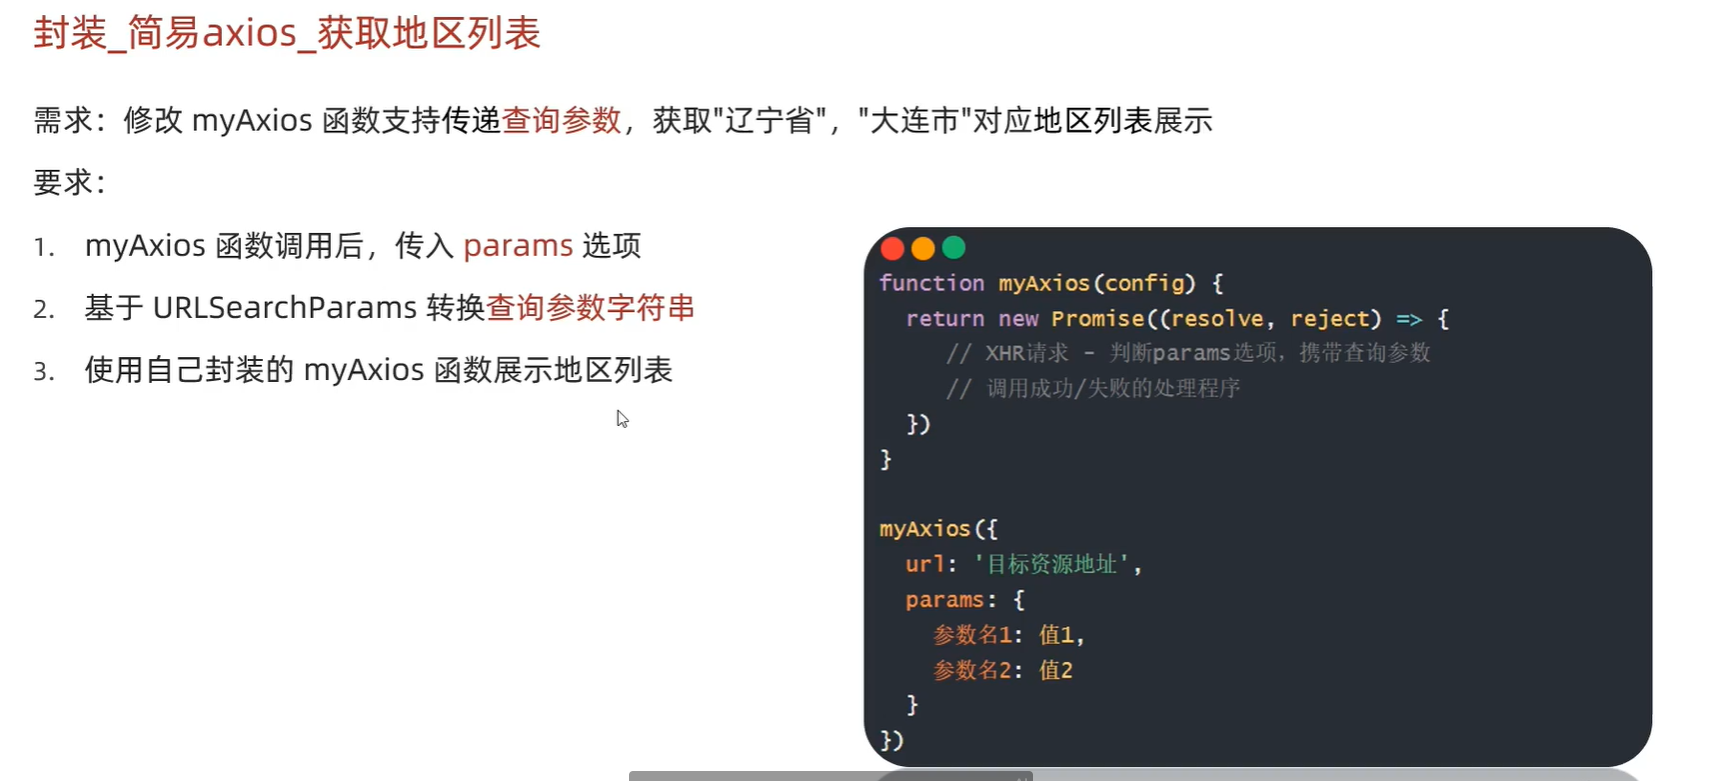 封装_简易axios_获取地区列表
需求：修改 myAxios 函数支持传递查询参数，获取"辽宁省"，"大连市"对应地区列表展示
要求：
1. myAxios 函数调用后，传入 params 选项
2. 基于 URLSearchParams 转换查询参数字符串
3. 使用自己封装的 myAxios 函数展示地区列表
function myAxios(config) {
  return new Promise((resolve, reject) => {
    // XHR请求 - 判断params选项，携带查询参数
    // 调用成功/失败的处理程序
  })
}
myAxios({
  url: '目标资源地址',
  params: {
    参数名1: 值1,
    参数名2: 值2
  }
})